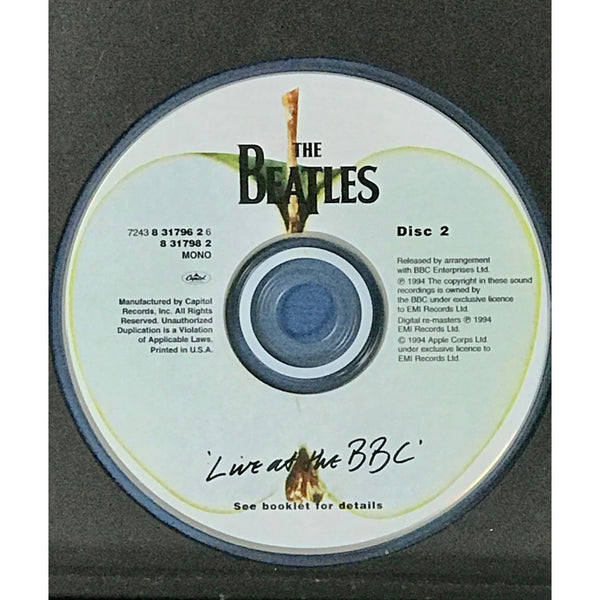 THE
BEATLES
7243 8 31796 2 6
8 31798 2
MONO
Capitol
Manufactured by Capitol
Records, Inc. All Rights
Reserved. Unauthorized
Duplication is a Violation
of Applicable Laws.
Printed in U.S.A.
Disc 2
Released by arrangement
with BBC Enterprises Ltd.
℗ 1994 The copyright in these sound
recordings is owned by
the BBC under exclusive licence
to EMI Records Ltd.
Digital re-masters ℗ 1994
EMI Records Ltd.
© 1994 Apple Corps Ltd.
under exclusive licence to
EMI Records Ltd.
'Live at the BBC'
See booklet for details